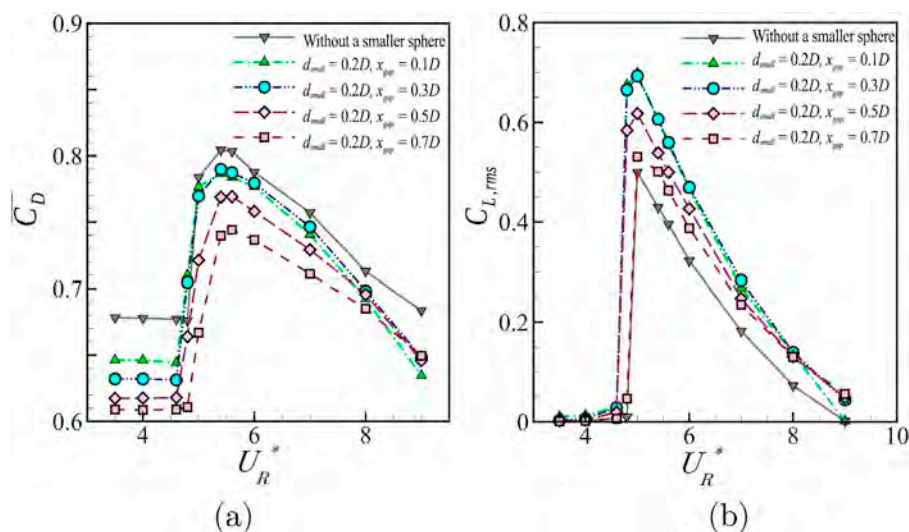 0.9
0.8
0.7
0.6
C_D
Without a smaller sphere
d_small = 0.2D, x_gap = 0.1D
d_small = 0.2D, x_gap = 0.3D
d_small = 0.2D, x_gap = 0.5D
d_small = 0.2D, x_gap = 0.7D
4 6 8
U_R^*
(a)
0.8
0.6
0.4
0.2
0
C_L,rms
Without a smaller sphere
d_small = 0.2D, x_gap = 0.1D
d_small = 0.2D, x_gap = 0.3D
d_small = 0.2D, x_gap = 0.5D
d_small = 0.2D, x_gap = 0.7D
4 6 8 10
U_R^*
(b)